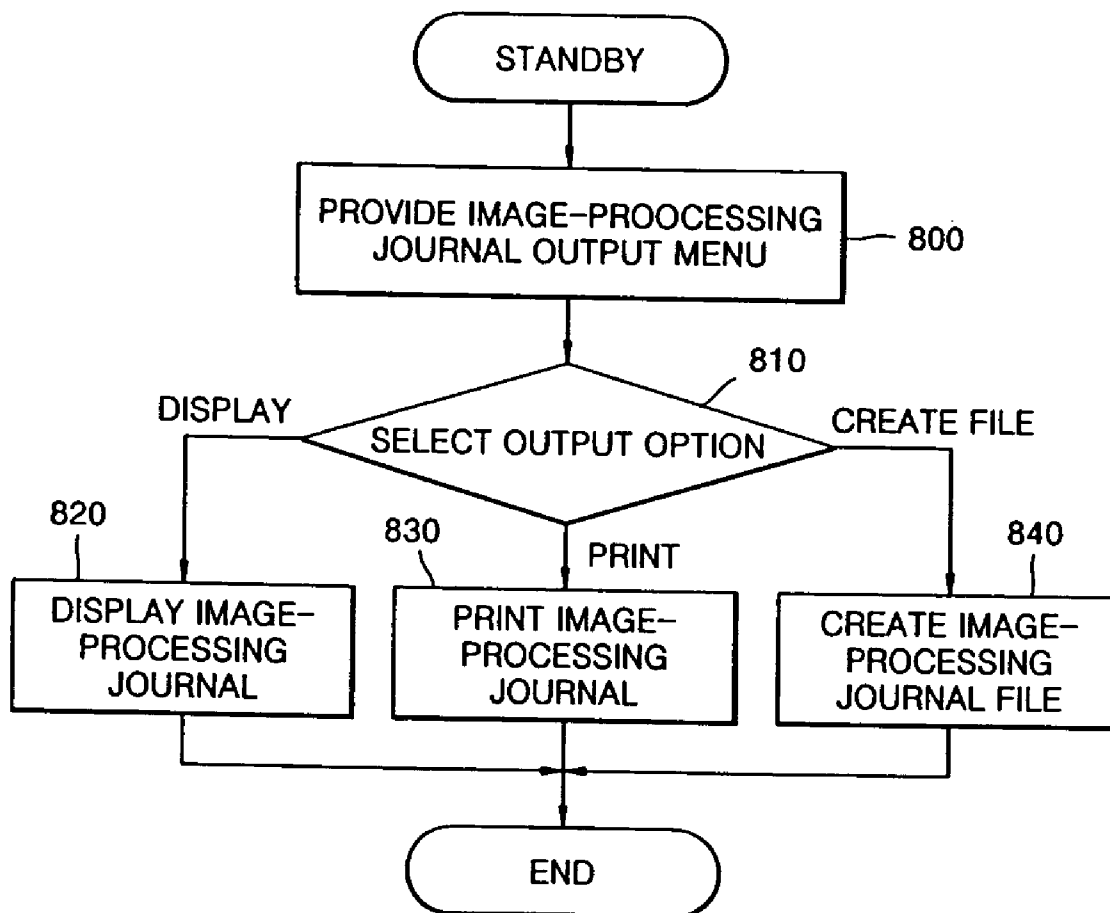 STANDBY
PROVIDE IMAGE-PROOCESSING
JOURNAL OUTPUT MENU
800
810
DISPLAY
SELECT OUTPUT OPTION
CREATE FILE
820
830
PRINT
840
DISPLAY IMAGE-
PROCESSING
JOURNAL
PRINT IMAGE-
PROCESSING
JOURNAL
CREATE IMAGE-
PROCESSING
JOURNAL FILE
END